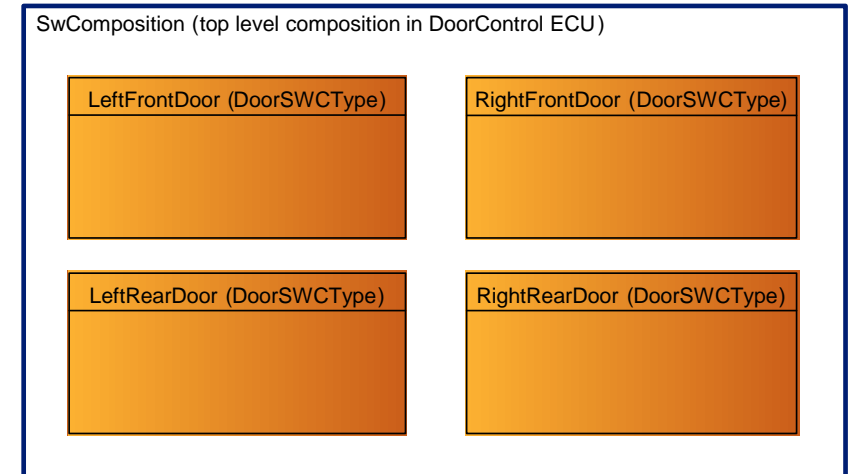 SwComposition (top level composition in DoorControl ECU)
LeftFrontDoor (DoorSWCType)
RightFrontDoor (DoorSWCType)
LeftRearDoor (DoorSWCType)
RightRearDoor (DoorSWCType)